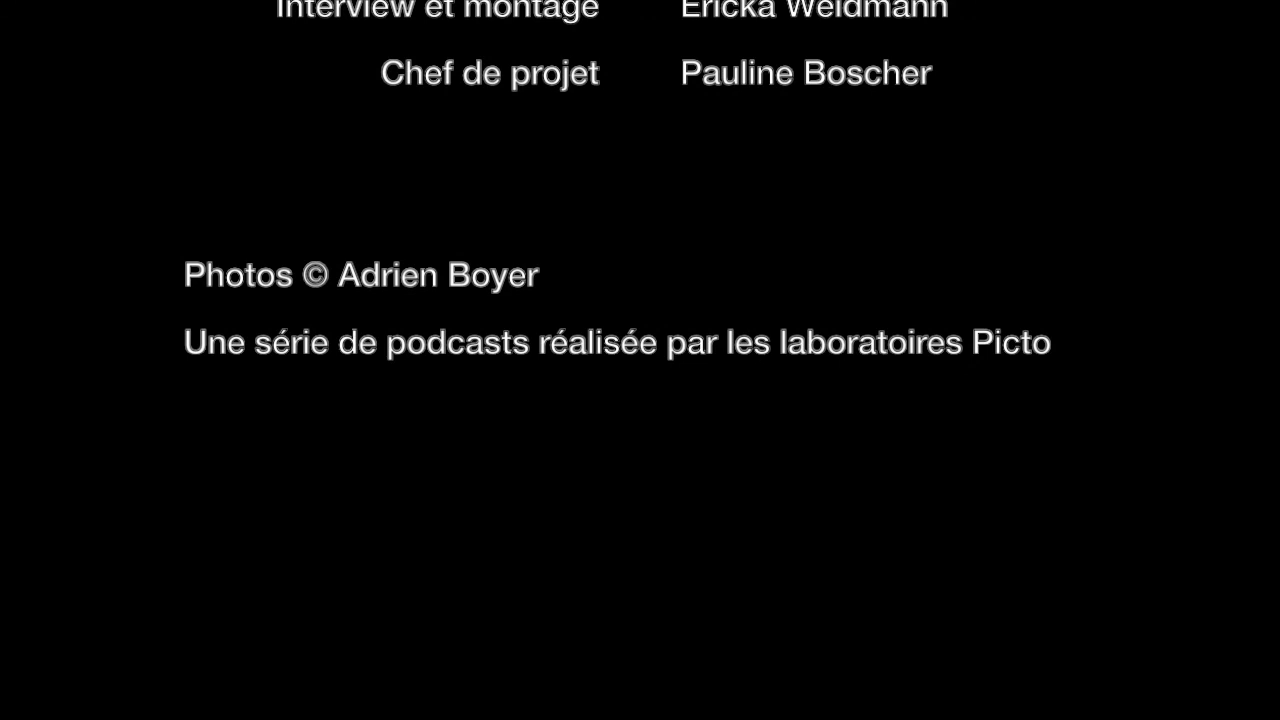 Interview et montage Ericka Weidmann
Chef de projet Pauline Boscher
Photos © Adrien Boyer
Une série de podcasts réalisée par les laboratoires Picto